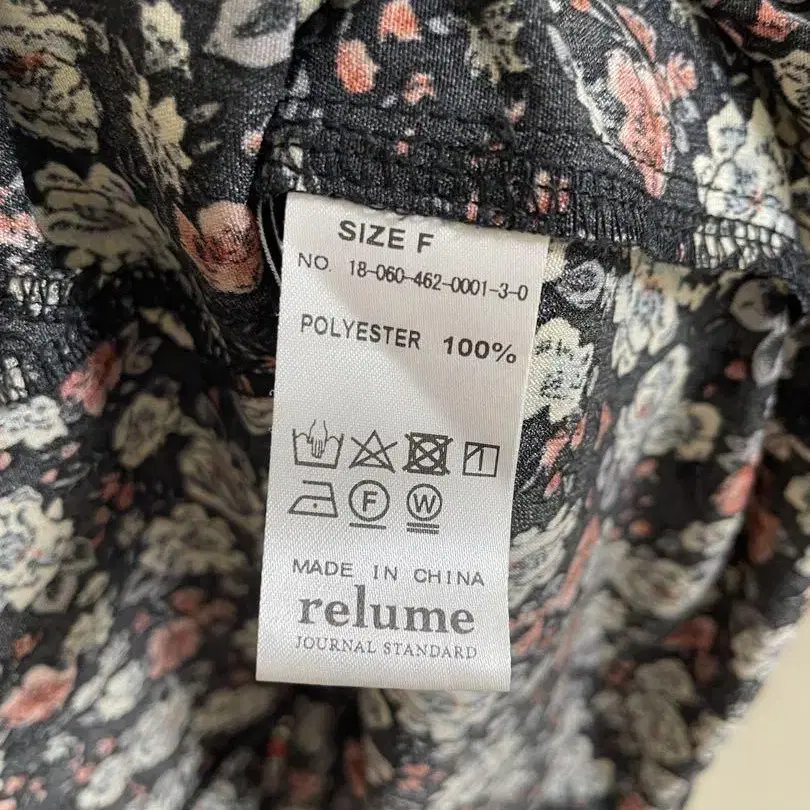 SIZE F
NO. 18-060-462-0001-3-0
POLYESTER 100%
F W
MADE IN CHINA
relume
JOURNAL STANDARD